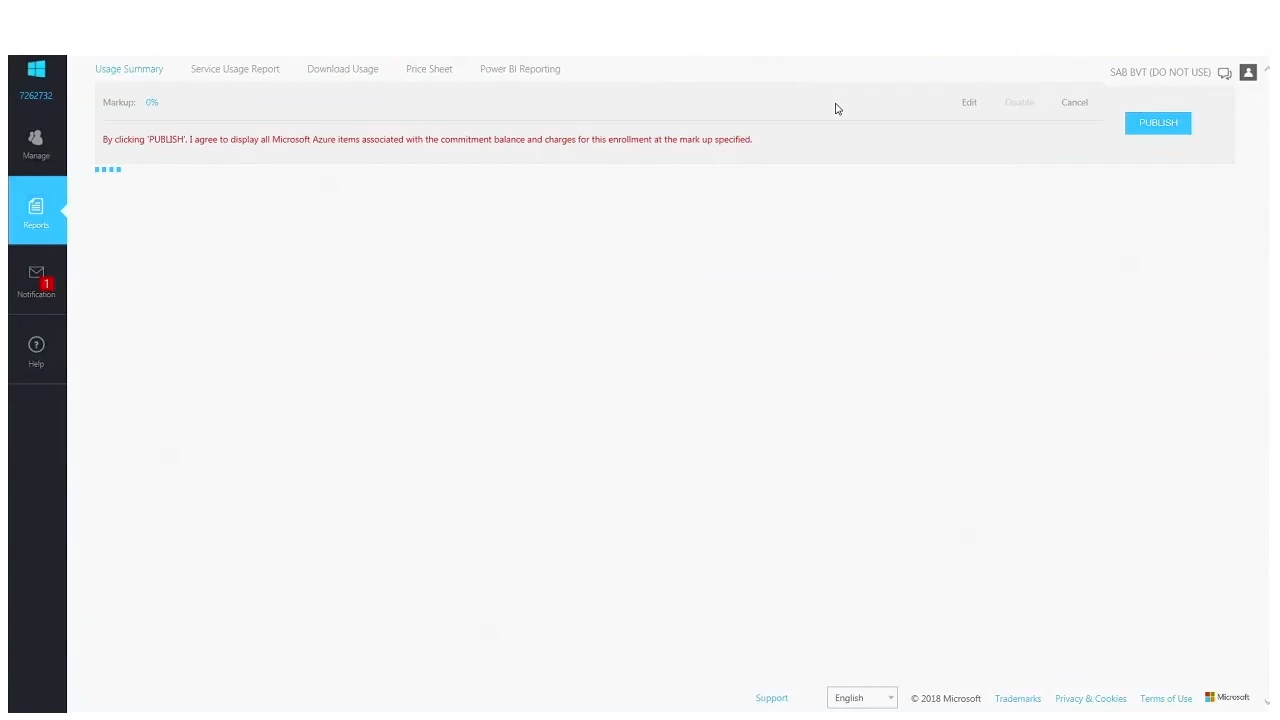 Usage Summary Service Usage Report Download Usage Price Sheet Power BI Reporting
SAB BVT (DO NOT USE)
7262732
Manage
Reports
1
Notification
?
Help
Markup: 0% Edit Disable Cancel
PUBLISH
By clicking 'PUBLISH'. I agree to display all Microsoft Azure items associated with the commitment balance and charges for this enrollment at the mark up specified.
Support English © 2018 Microsoft Trademarks Privacy & Cookies Terms of Use Microsoft